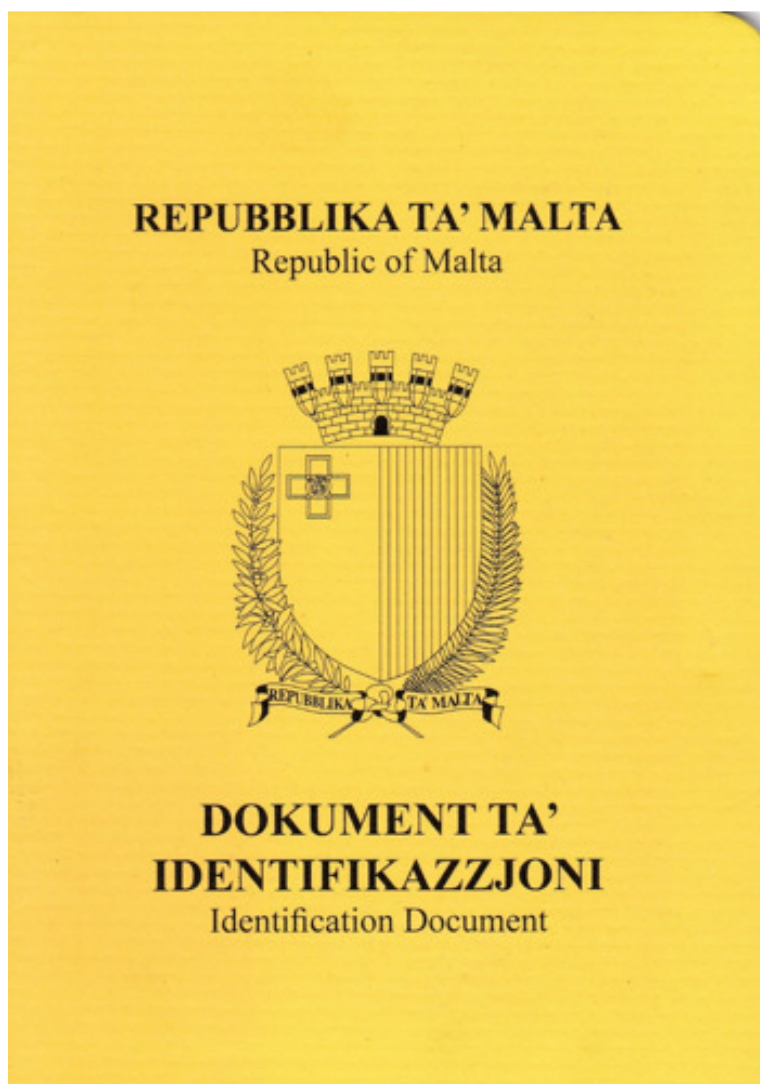 REPUBBLIKA TA’ MALTA
Republic of Malta
REPUBBLIKA TA’ MALTA
DOKUMENT TA’
IDENTIFIKAZZJONI
Identification Document